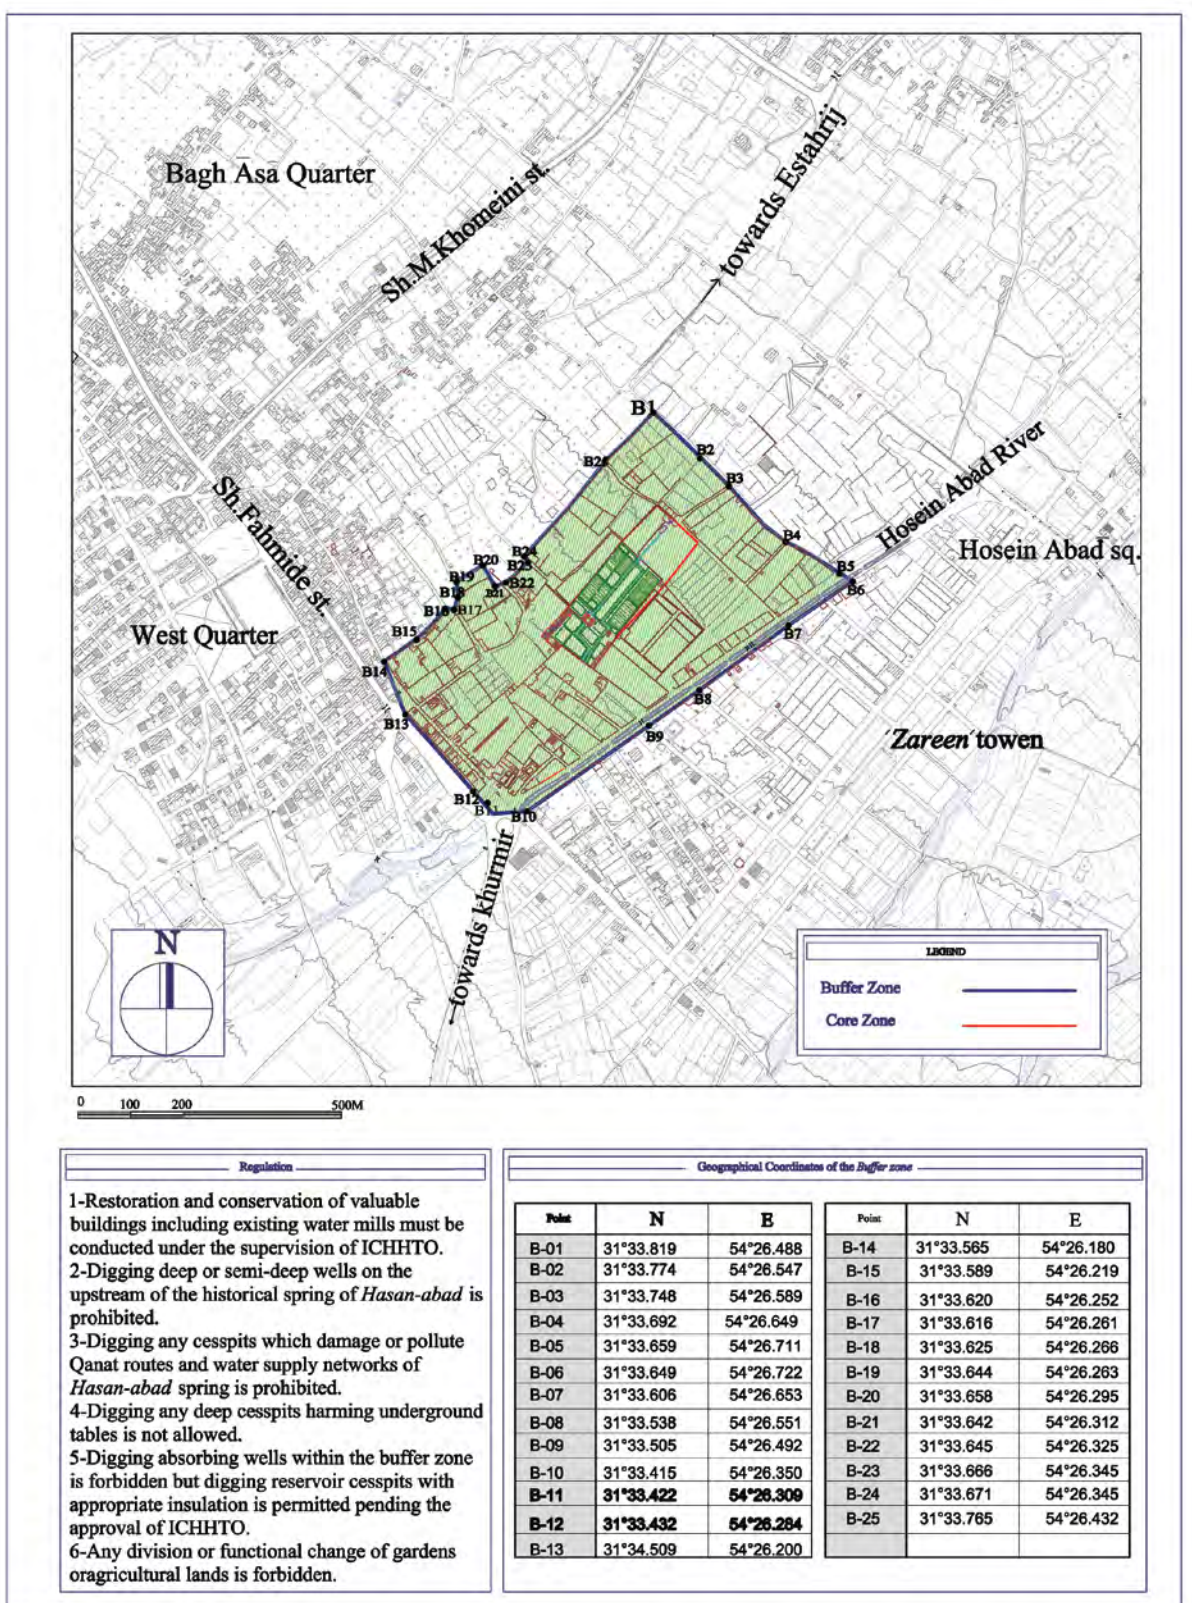 Bagh Āsā Quarter
Sh.M.Khomeini st.
towards Estahrij
B1
B2
B3
B4
B5
B6
B7
B8
B9
B10
B12
B13
B14
B15
B16
B17
B18
B19
B20
B21
B22
B23
B24
Hosein Abad River
Hosein Abad sq.
Sh.Fahmide st.
West Quarter
'Zareen' towen
towards khurmir
N
LEGEND
Buffer Zone
Core Zone
0 100 200 500M
Regulation
1-Restoration and conservation of valuable
buildings including existing water mills must be
conducted under the supervision of ICHHTO.
2-Digging deep or semi-deep wells on the
upstream of the historical spring of Hasan-abad is
prohibited.
3-Digging any cesspits which damage or pollute
Qanat routes and water supply networks of
Hasan-abad spring is prohibited.
4-Digging any deep cesspits harming underground
tables is not allowed.
5-Digging absorbing wells within the buffer zone
is forbidden but digging reservoir cesspits with
appropriate insulation is permitted pending the
approval of ICHHTO.
6-Any division or functional change of gardens
oragricultural lands is forbidden.
Geographical Coordinates of the Buffer zone
Point N E
B-01 31°33.819 54°26.488
B-02 31°33.774 54°26.547
B-03 31°33.748 54°26.589
B-04 31°33.692 54°26.649
B-05 31°33.659 54°26.711
B-06 31°33.649 54°26.722
B-07 31°33.606 54°26.653
B-08 31°33.538 54°26.551
B-09 31°33.505 54°26.492
B-10 31°33.415 54°26.350
B-11 31°33.422 54°26.309
B-12 31°33.432 54°26.284
B-13 31°34.509 54°26.200
Point N E
B-14 31°33.565 54°26.180
B-15 31°33.589 54°26.219
B-16 31°33.620 54°26.252
B-17 31°33.616 54°26.261
B-18 31°33.625 54°26.266
B-19 31°33.644 54°26.263
B-20 31°33.658 54°26.295
B-21 31°33.642 54°26.312
B-22 31°33.645 54°26.325
B-23 31°33.666 54°26.345
B-24 31°33.671 54°26.345
B-25 31°33.765 54°26.432